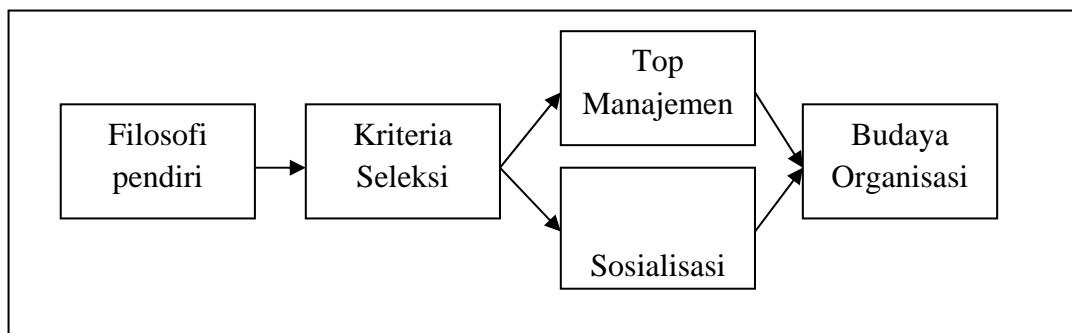 Filosofi
pendiri
Kriteria
Seleksi
Top
Manajemen
Sosialisasi
Budaya
Organisasi